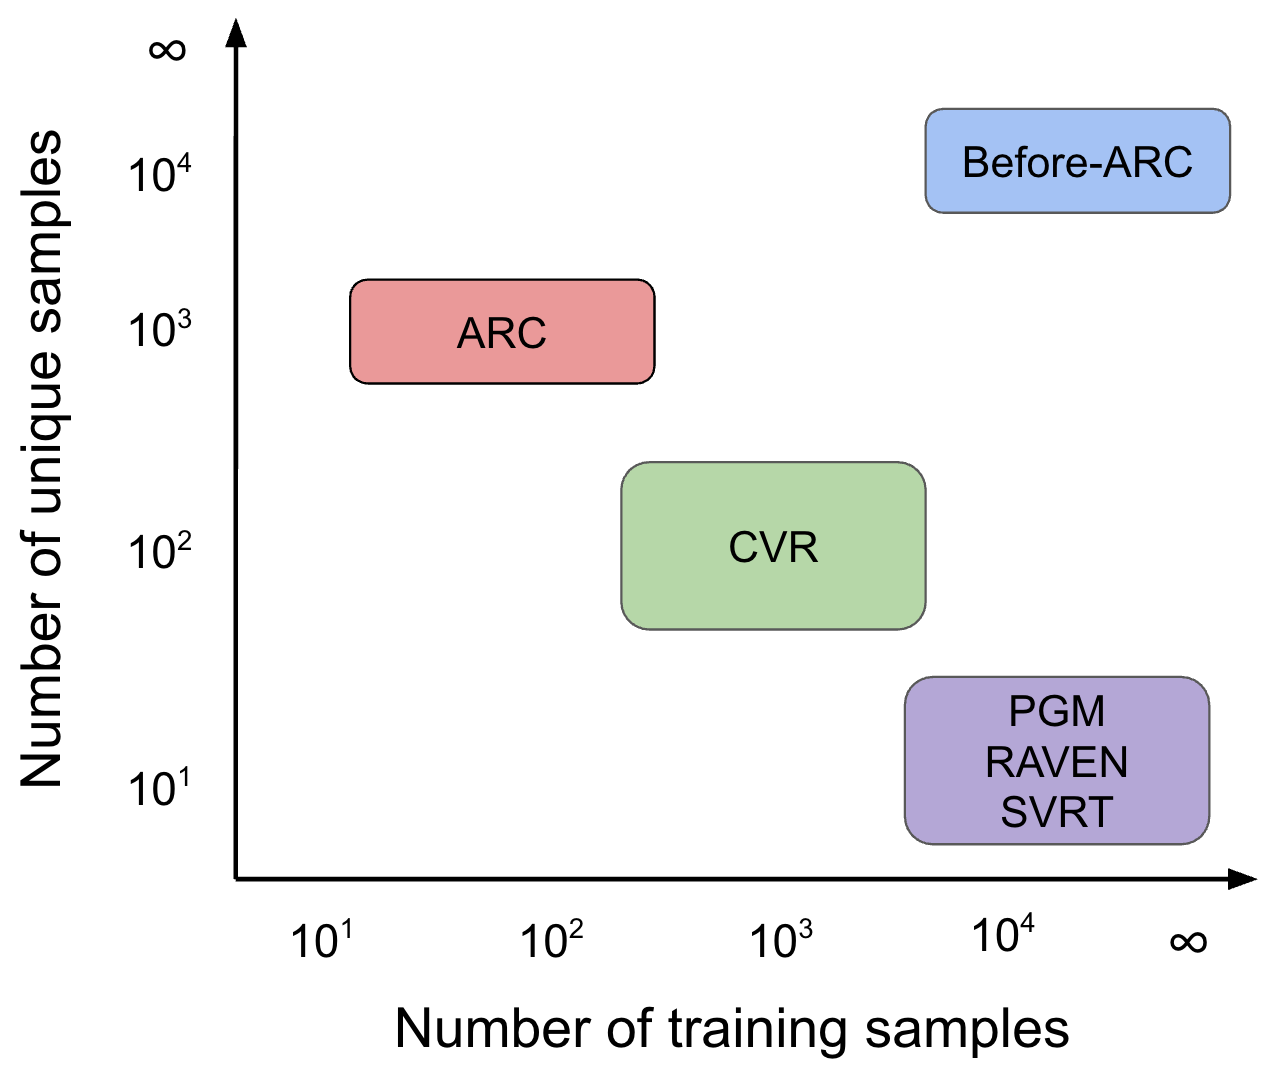 ∞
Before-ARC
10⁴
ARC
10³
CVR
10²
PGM
RAVEN
SVRT
10¹
Number of unique samples
10¹ 10² 10³ 10⁴ ∞
Number of training samples